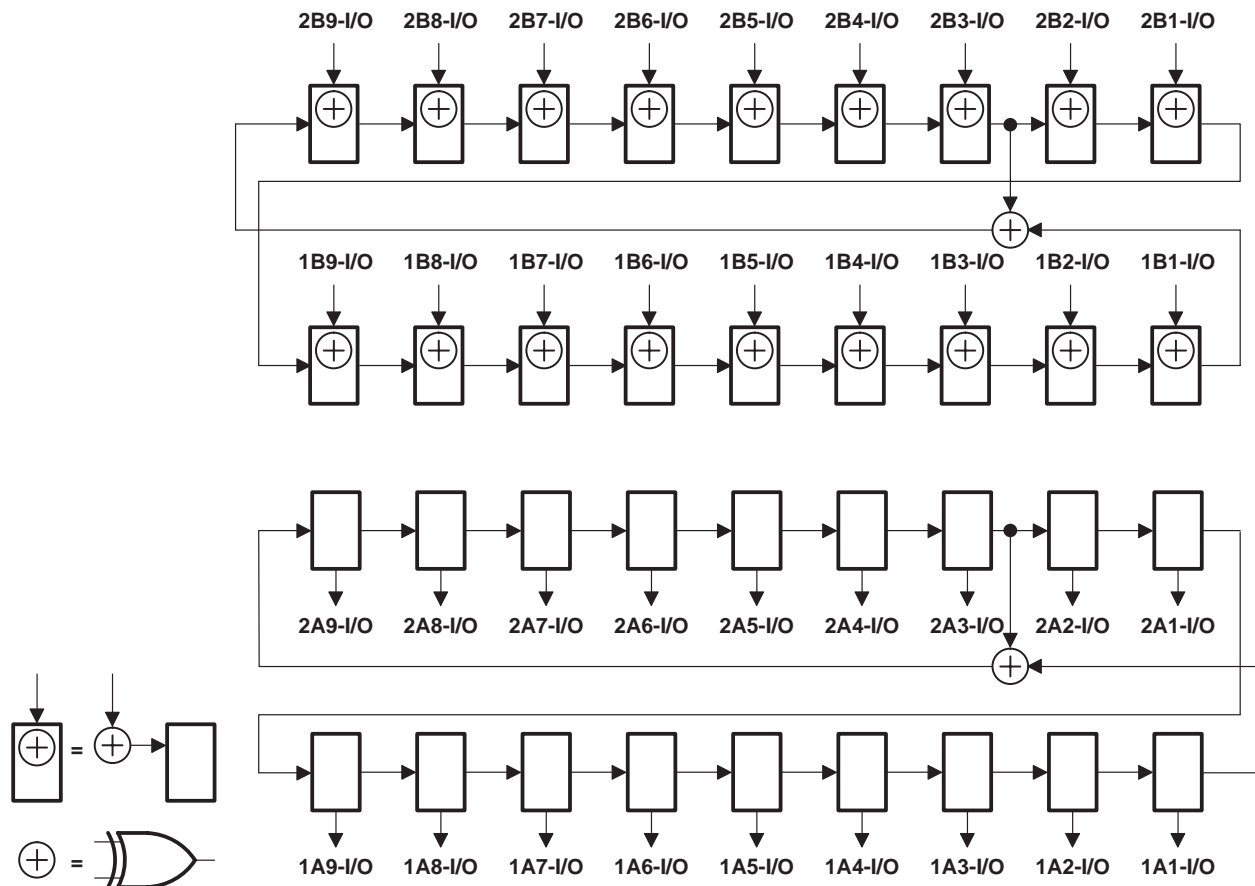 2B9-I/O 2B8-I/O 2B7-I/O 2B6-I/O 2B5-I/O 2B4-I/O 2B3-I/O 2B2-I/O 2B1-I/O
1B9-I/O 1B8-I/O 1B7-I/O 1B6-I/O 1B5-I/O 1B4-I/O 1B3-I/O 1B2-I/O 1B1-I/O
2A9-I/O 2A8-I/O 2A7-I/O 2A6-I/O 2A5-I/O 2A4-I/O 2A3-I/O 2A2-I/O 2A1-I/O
=
=
1A9-I/O 1A8-I/O 1A7-I/O 1A6-I/O 1A5-I/O 1A4-I/O 1A3-I/O 1A2-I/O 1A1-I/O